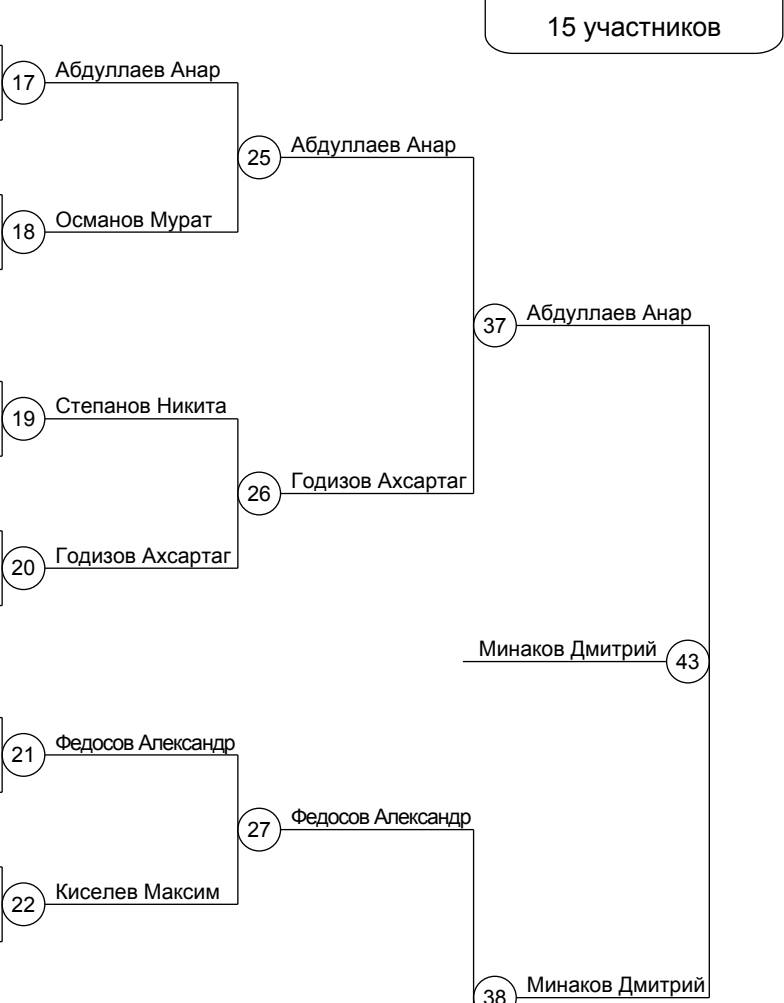 15 участников
17 Абдуллаев Анар
25 Абдуллаев Анар
18 Османов Мурат
37 Абдуллаев Анар
19 Степанов Никита
26 Годизов Ахсартаг
20 Годизов Ахсартаг
Минаков Дмитрий 43
21 Федосов Александр
27 Федосов Александр
22 Киселев Максим
38 Минаков Дмитрий